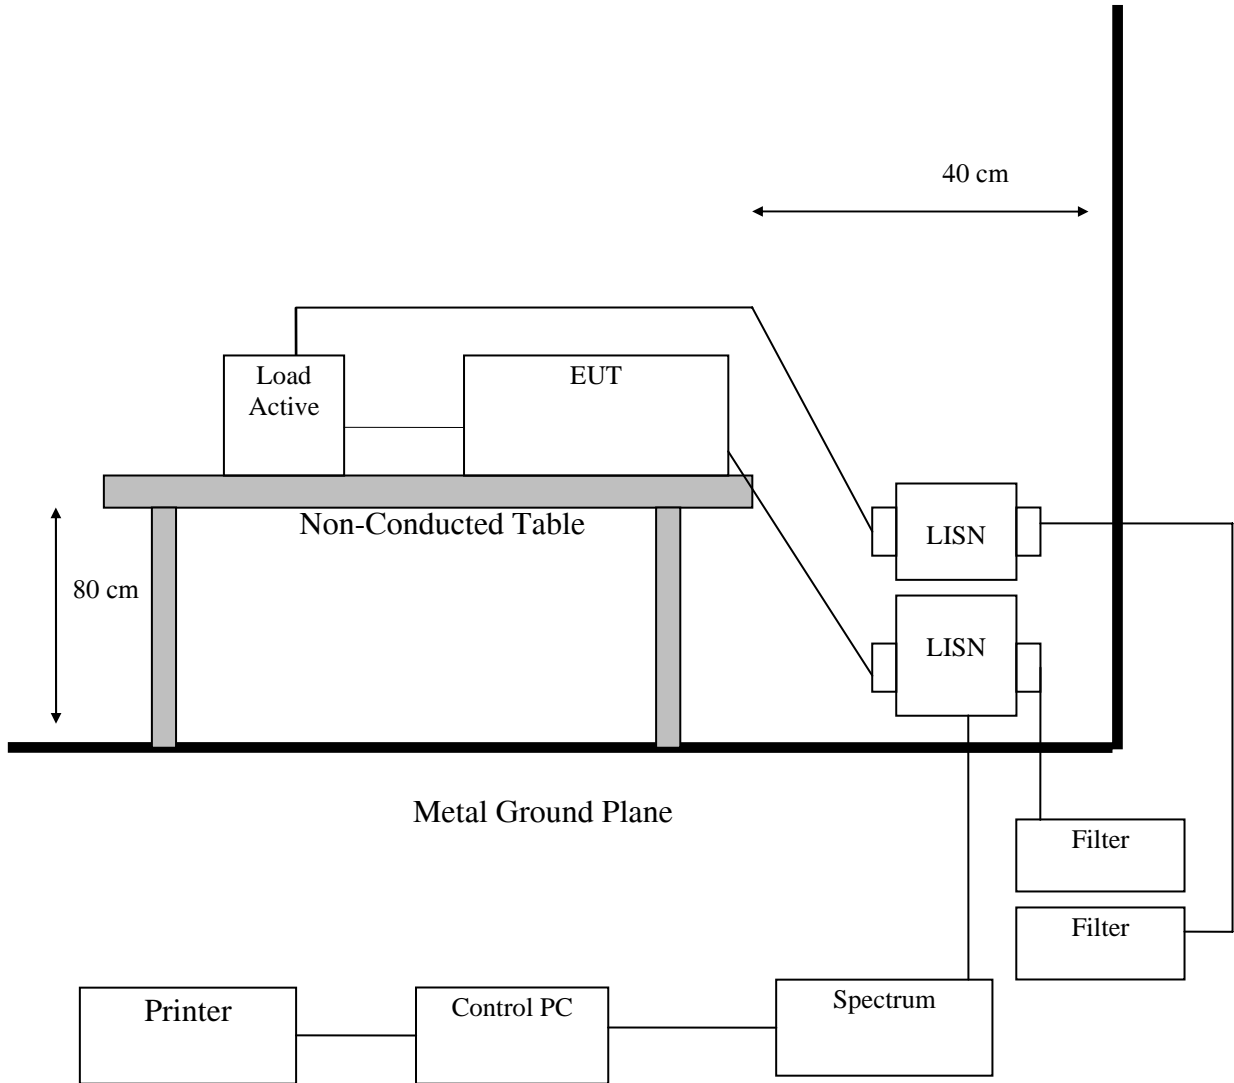 40 cm
Load
Active
EUT
Non-Conducted Table
LISN
80 cm
LISN
Metal Ground Plane
Filter
Filter
Printer
Control PC
Spectrum